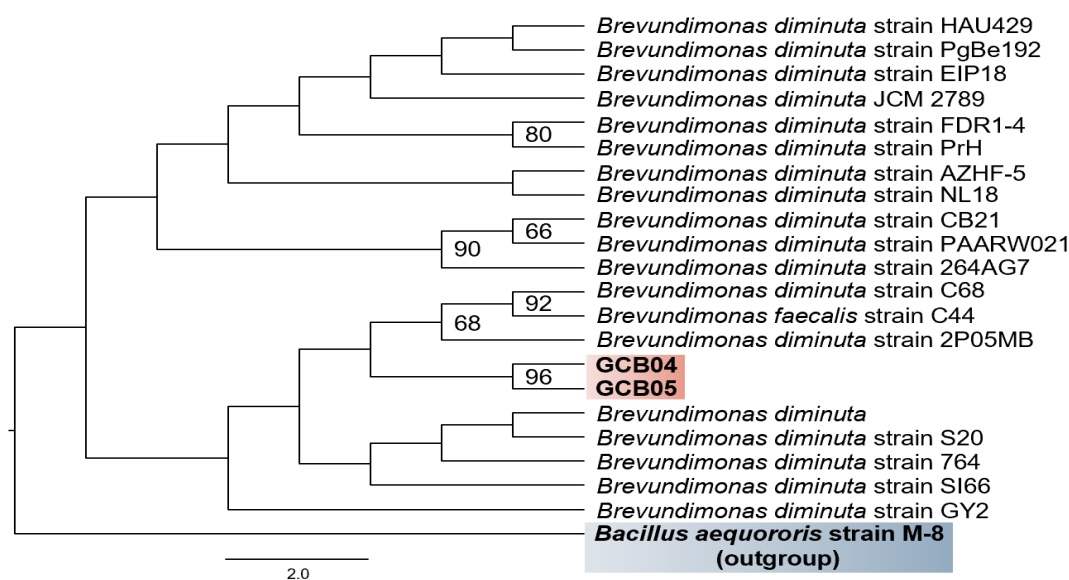 Brevundimonas diminuta strain HAU429
Brevundimonas diminuta strain PgBe192
Brevundimonas diminuta strain EIP18
Brevundimonas diminuta JCM 2789
Brevundimonas diminuta strain FDR1-4
80
Brevundimonas diminuta strain PrH
Brevundimonas diminuta strain AZHF-5
Brevundimonas diminuta strain NL18
Brevundimonas diminuta strain CB21
66
Brevundimonas diminuta strain PAARW021
90
Brevundimonas diminuta strain 264AG7
Brevundimonas diminuta strain C68
92
Brevundimonas faecalis strain C44
68
Brevundimonas diminuta strain 2P05MB
GCB04
96
GCB05
Brevundimonas diminuta
Brevundimonas diminuta strain S20
Brevundimonas diminuta strain 764
Brevundimonas diminuta strain SI66
Brevundimonas diminuta strain GY2
Bacillus aequororis strain M-8
(outgroup)
2.0